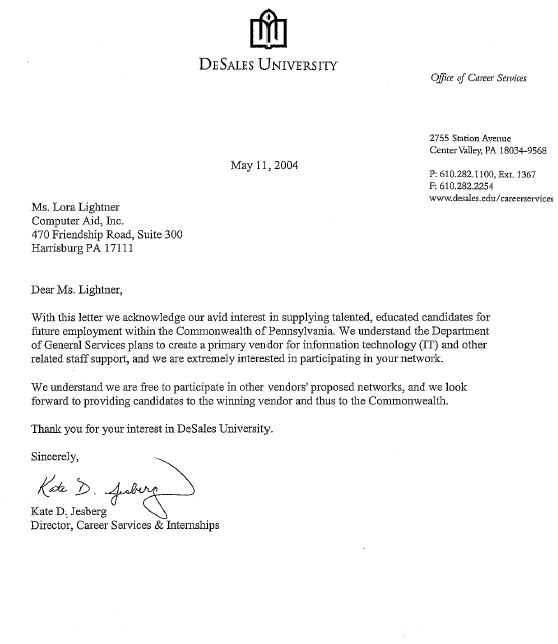 DeSales University
Office of Career Services
2755 Station Avenue
Center Valley, PA 18034-9568
P: 610.282.1100, Ext. 1367
F: 610.282.2254
www.desales.edu/careerservices
May 11, 2004
Ms. Lora Lightner
Computer Aid, Inc.
470 Friendship Road, Suite 300
Harrisburg PA 17111
Dear Ms. Lightner,
With this letter we acknowledge our avid interest in supplying talented, educated candidates for
future employment within the Commonwealth of Pennsylvania. We understand the Department
of General Services plans to create a primary vendor for information technology (IT) and other
related staff support, and we are extremely interested in participating in your network.
We understand we are free to participate in other vendors' proposed networks, and we look
forward to providing candidates to the winning vendor and thus to the Commonwealth.
Thank you for your interest in DeSales University.
Sincerely,
Kate D. Jesberg
Kate D. Jesberg
Director, Career Services & Internships